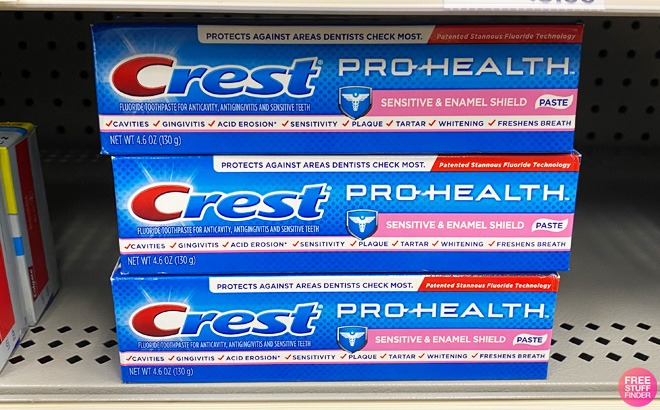 PROTECTS AGAINST AREAS DENTISTS CHECK MOST. Patented Stannous Fluoride Technology
Crest PRO-HEALTH
SENSITIVE & ENAMEL SHIELD PASTE
FLUORIDE TOOTHPASTE FOR ANTICAVITY, ANTIGINGIVITIS AND SENSITIVE TEETH
✓CAVITIES ✓GINGIVITIS ✓ACID EROSION* ✓SENSITIVITY ✓PLAQUE ✓TARTAR ✓WHITENING ✓FRESHENS BREATH
NET WT 4.6 OZ (130 g)
PROTECTS AGAINST AREAS DENTISTS CHECK MOST. Patented Stannous Fluoride Technology
Crest PRO-HEALTH
SENSITIVE & ENAMEL SHIELD PASTE
FLUORIDE TOOTHPASTE FOR ANTICAVITY, ANTIGINGIVITIS AND SENSITIVE TEETH
✓CAVITIES ✓GINGIVITIS ✓ACID EROSION* ✓SENSITIVITY ✓PLAQUE ✓TARTAR ✓WHITENING ✓FRESHENS BREATH
NET WT 4.6 OZ (130 g)
PROTECTS AGAINST AREAS DENTISTS CHECK MOST. Patented Stannous Fluoride Technology
Crest PRO-HEALTH
SENSITIVE & ENAMEL SHIELD PASTE
FLUORIDE TOOTHPASTE FOR ANTICAVITY, ANTIGINGIVITIS AND SENSITIVE TEETH
✓CAVITIES ✓GINGIVITIS ✓ACID EROSION* ✓SENSITIVITY ✓PLAQUE ✓TARTAR ✓WHITENING ✓FRESHENS BREATH
NET WT 4.6 OZ (130 g)
FREE
STUFF
FINDER